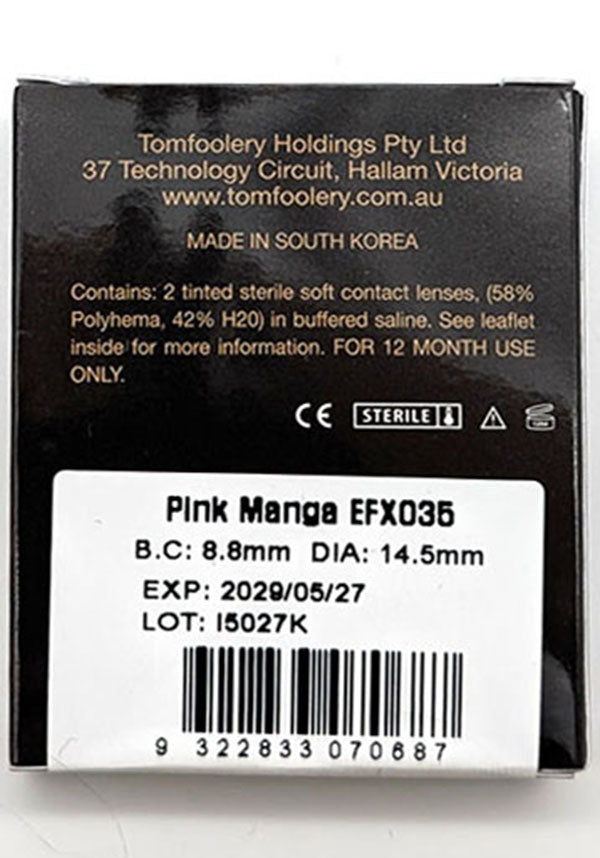 Tomfoolery Holdings Pty Ltd
37 Technology Circuit, Hallam Victoria
www.tomfoolery.com.au
MADE IN SOUTH KOREA
Contains: 2 tinted sterile soft contact lenses, (58%
Polyhema, 42% H20) in buffered saline. See leaflet
inside for more information. FOR 12 MONTH USE
ONLY.
CE STERILE
Pink Manga EFX035
B.C: 8.8mm DIA: 14.5mm
EXP: 2029/05/27
LOT: I5027K
9 322833 070687